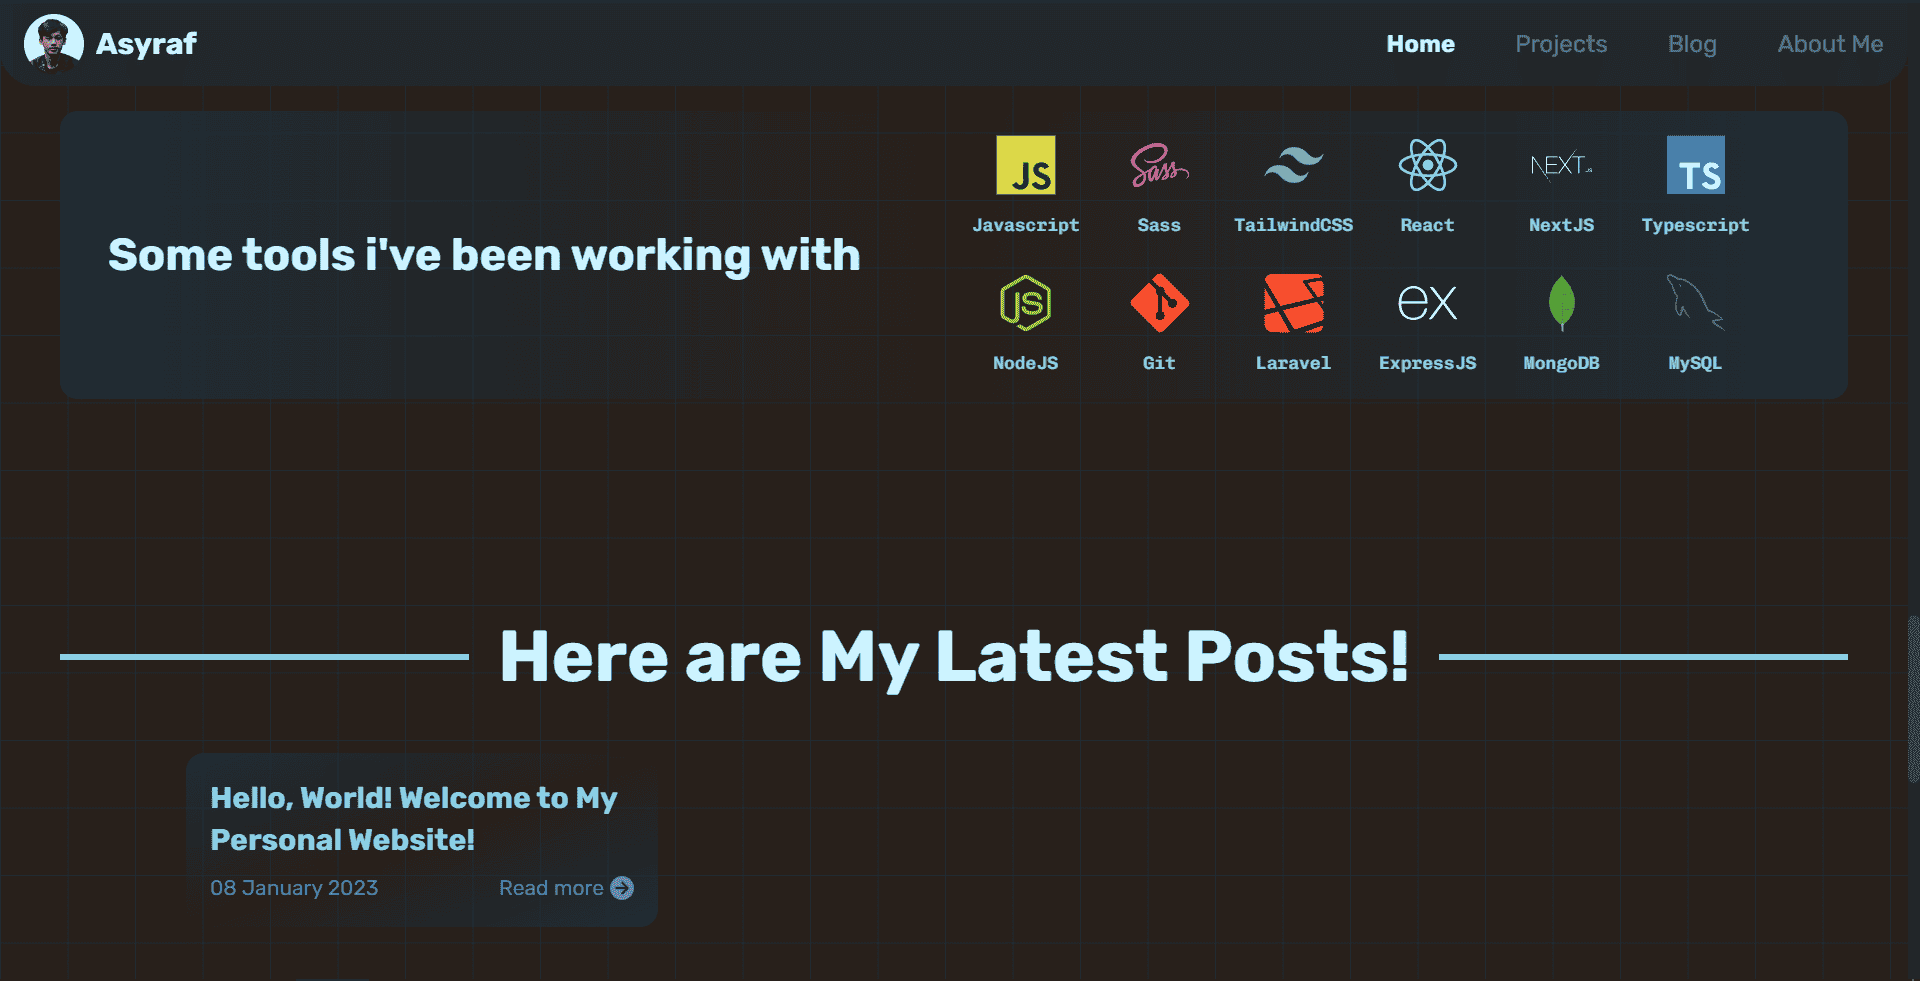 Asyraf
Home Projects Blog About Me
Some tools i've been working with
JS Sass NEXT.JS TS
Javascript Sass TailwindCSS React NextJS Typescript
JS ex
NodeJS Git Laravel ExpressJS MongoDB MySQL
Here are My Latest Posts!
Hello, World! Welcome to My
Personal Website!
08 January 2023 Read more